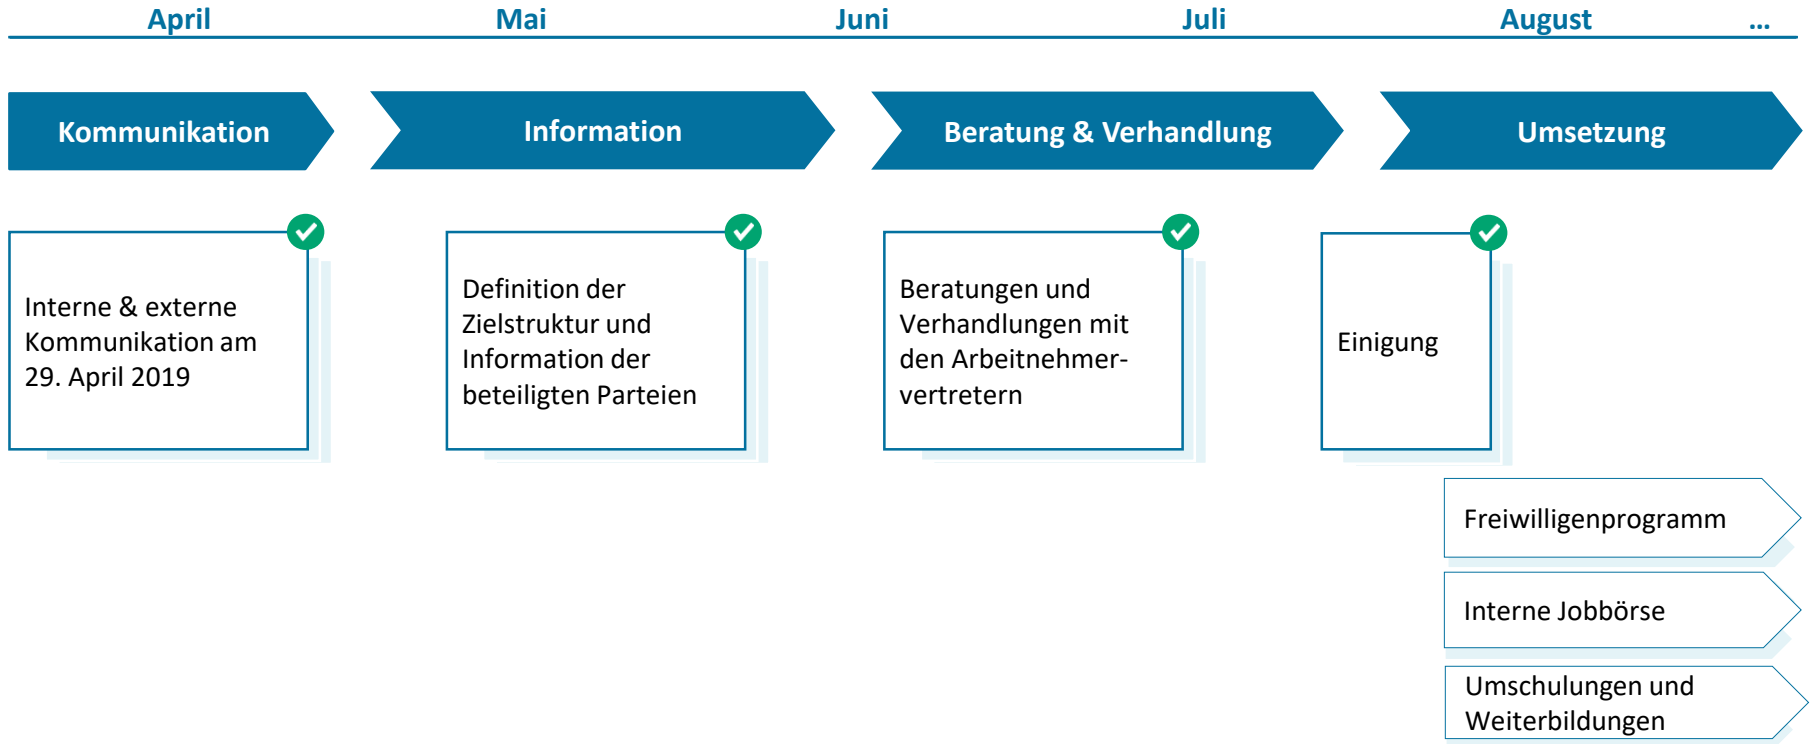 April Mai Juni Juli August ...
Kommunikation
Information
Beratung & Verhandlung
Umsetzung
Interne & externe
Kommunikation am
29. April 2019
Definition der
Zielstruktur und
Information der
beteiligten Parteien
Beratungen und
Verhandlungen mit
den Arbeitnehmer-
vertretern
Einigung
Freiwilligenprogramm
Interne Jobbörse
Umschulungen und
Weiterbildungen